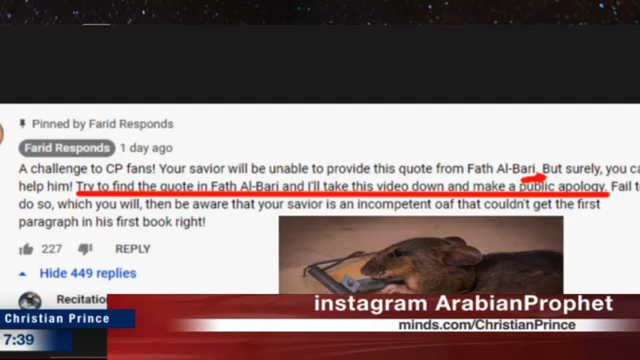 Pinned by Farid Responds
Farid Responds 1 day ago
A challenge to CP fans! Your savior will be unable to provide this quote from Fath Al-Bari. But surely, you ca
help him! Try to find the quote in Fath Al-Bari and I'll take this video down and make a public apology. Fail t
do so, which you will, then be aware that your savior is an incompetent oaf that couldn't get the first
paragraph in his first book right!
227 REPLY
Hide 449 replies
Recitation
instagram ArabianProphet
Christian Prince
minds.com/ChristianPrince
7:39